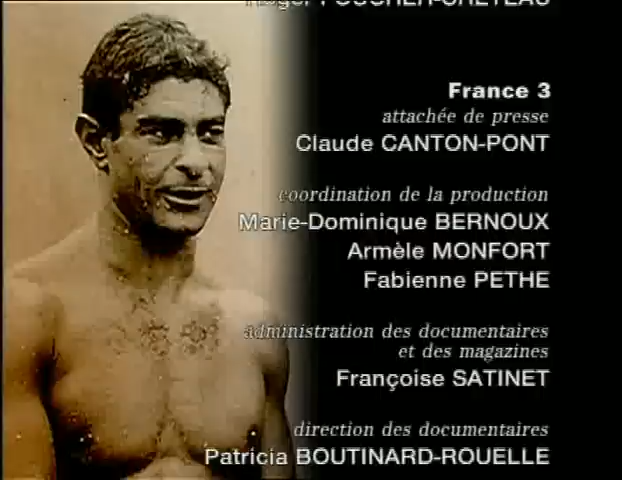 France 3
attachée de presse
Claude CANTON-PONT
coordination de la production
Marie-Dominique BERNOUX
Armèle MONFORT
Fabienne PETHE
administration des documentaires
et des magazines
Françoise SATINET
direction des documentaires
Patricia BOUTINARD-ROUELLE